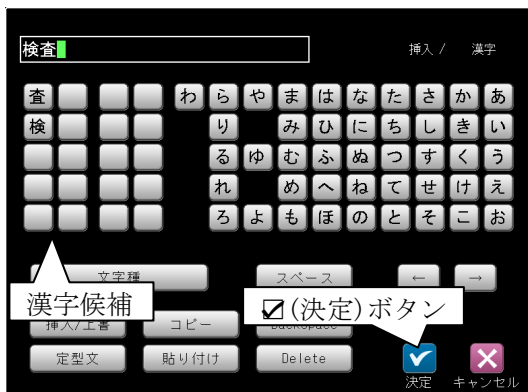 検査
挿入 / 漢字
査 わ ら や ま は な た さ か あ
検 り み ひ に ち し き い
る ゆ む ふ ぬ つ す く う
れ め へ ね て せ け え
ろ よ も ほ の と そ こ お
文字種 スペース ← →
漢字候補
☑(決定)ボタン
挿入/上書 コピー Backspace
定型文 貼り付け Delete
決定 キャンセル